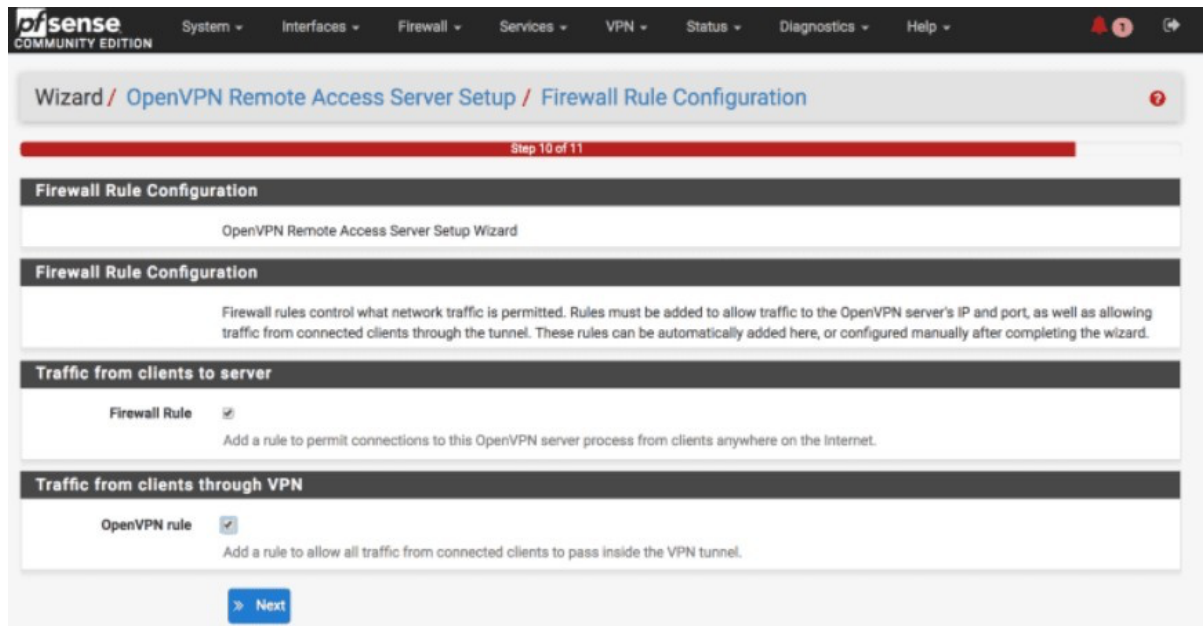 pfsense
COMMUNITY EDITION
System Interfaces Firewall Services VPN Status Diagnostics Help 1
Wizard / OpenVPN Remote Access Server Setup / Firewall Rule Configuration
Step 10 of 11
Firewall Rule Configuration
OpenVPN Remote Access Server Setup Wizard
Firewall Rule Configuration
Firewall rules control what network traffic is permitted. Rules must be added to allow traffic to the OpenVPN server's IP and port, as well as allowing
traffic from connected clients through the tunnel. These rules can be automatically added here, or configured manually after completing the wizard.
Traffic from clients to server
Firewall Rule
Add a rule to permit connections to this OpenVPN server process from clients anywhere on the Internet.
Traffic from clients through VPN
OpenVPN rule
Add a rule to allow all traffic from connected clients to pass inside the VPN tunnel.
» Next